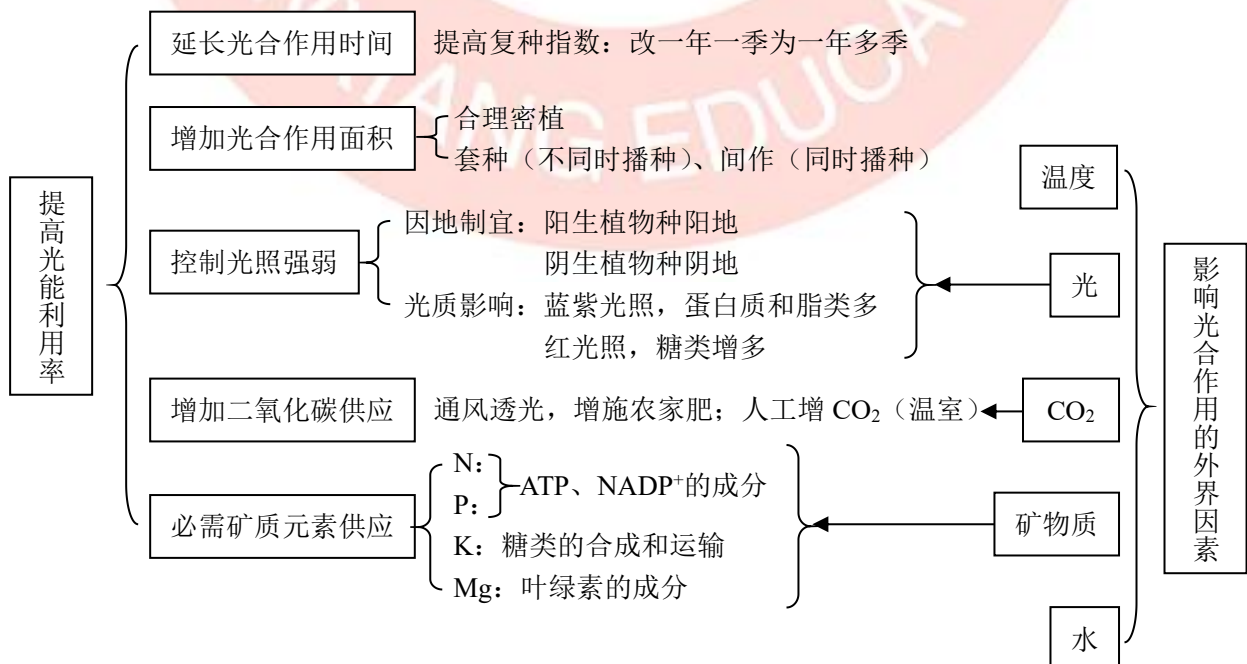 延长光合作用时间 提高复种指数：改一年一季为一年多季
增加光合作用面积 合理密植
套种（不同时播种）、间作（同时播种）
提高光能利用率
控制光照强弱 因地制宜：阳生植物种阳地
阴生植物种阴地
光质影响：蓝紫光照，蛋白质和脂类多
红光照，糖类增多
增加二氧化碳供应 通风透光，增施农家肥；人工增 CO₂（温室）
必需矿质元素供应 N：
P：
ATP、NADP⁺的成分
K：糖类的合成和运输
Mg：叶绿素的成分
温度
光
CO₂
矿物质
水
影响光合作用的外界因素
ANG EDUCA